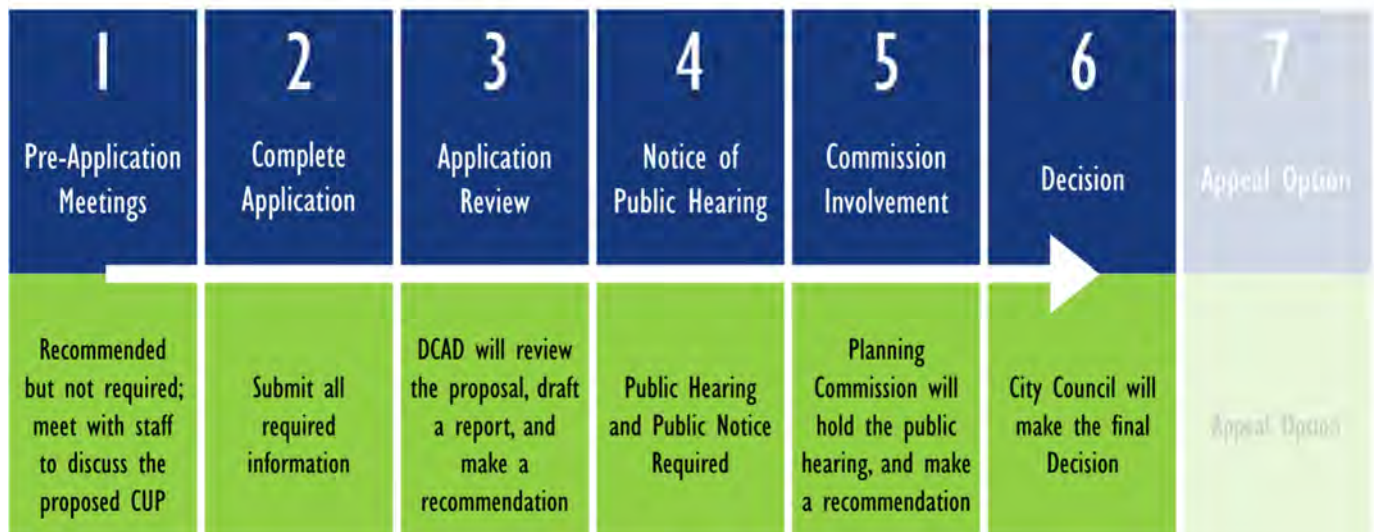 1
Pre-Application
Meetings
Recommended
but not required;
meet with staff
to discuss the
proposed CUP
2
Complete
Application
Submit all
required
information
3
Application
Review
DCAD will review
the proposal, draft
a report, and
make a
recommendation
4
Notice of
Public Hearing
Public Hearing
and Public Notice
Required
5
Commission
Involvement
Planning
Commission will
hold the public
hearing, and make
a recommendation
6
Decision
City Council will
make the final
Decision
7
Appeal Option
Appeal Option